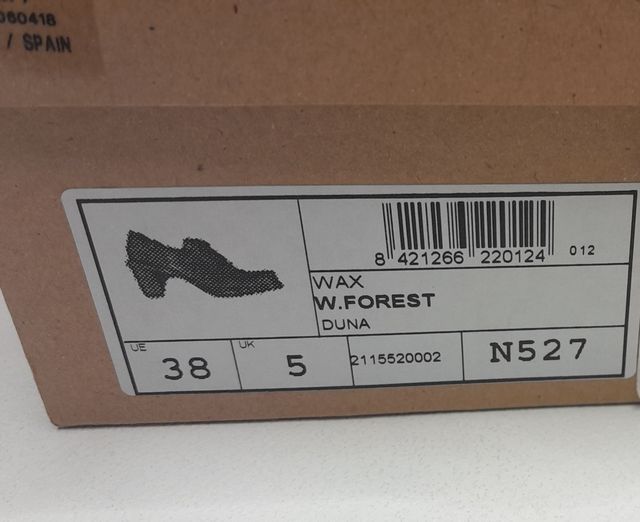 060418
/ SPAIN
8 421266 220124 012
WAX
W.FOREST
DUNA
UE 38
UK 5
2115520002
N527